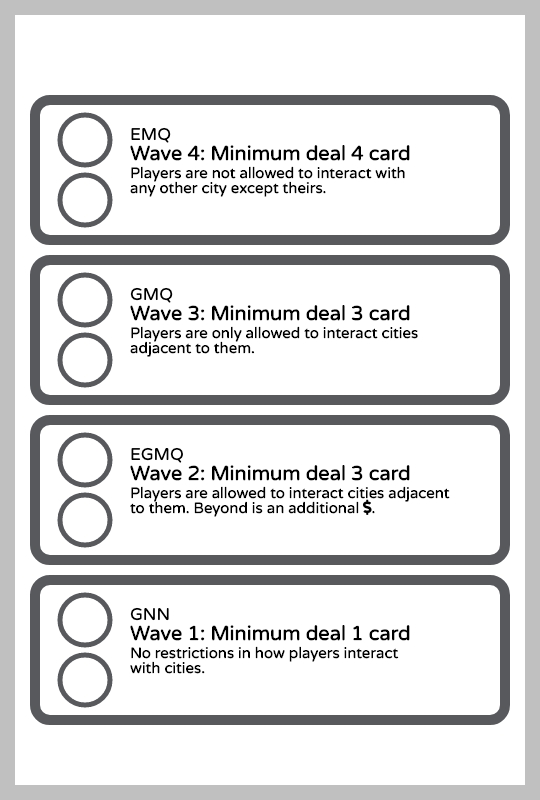 EMQ
Wave 4: Minimum deal 4 card
Players are not allowed to interact with
any other city except theirs.
GMQ
Wave 3: Minimum deal 3 card
Players are only allowed to interact cities
adjacent to them.
EGMQ
Wave 2: Minimum deal 3 card
Players are allowed to interact cities adjacent
to them. Beyond is an additional $.
GNN
Wave 1: Minimum deal 1 card
No restrictions in how players interact
with cities.